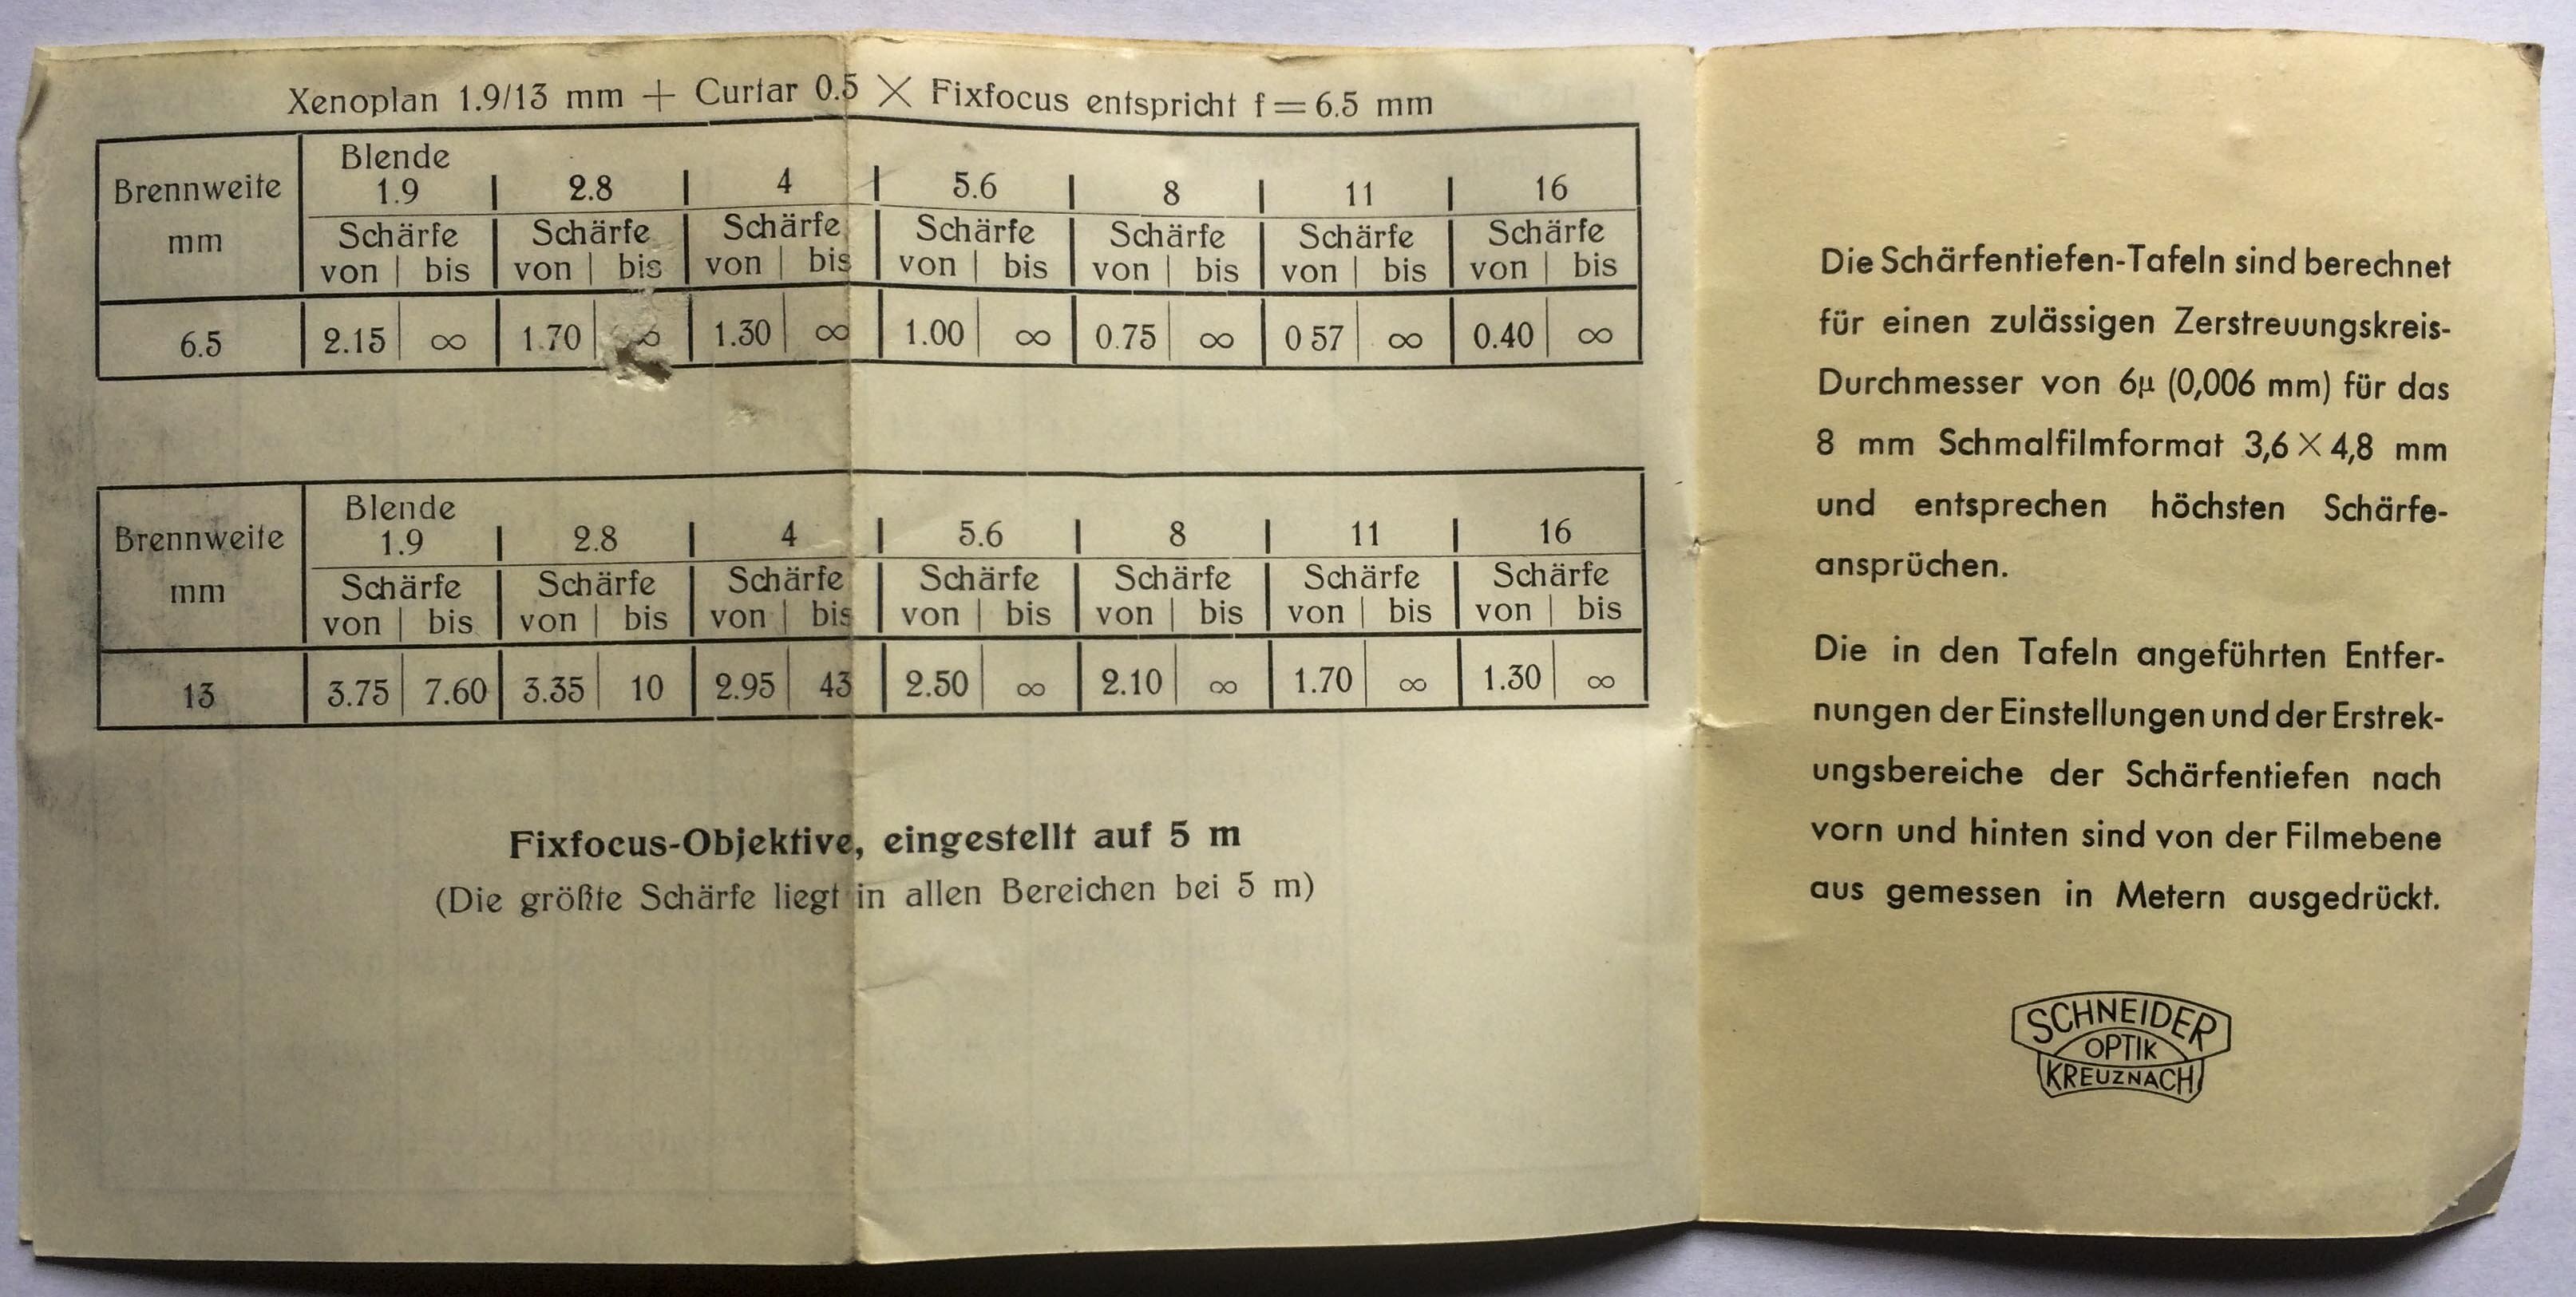 Xenoplan 1.9/13 mm + Curtar 0.5 × Fixfocus entspricht f = 6.5 mm
Brennweite mm
Blende
1.9 | 2.8 | 4 | 5.6 | 8 | 11 | 16
Schärfe Schärfe Schärfe Schärfe Schärfe Schärfe Schärfe
von | bis von | bis von | bis von | bis von | bis von | bis von | bis
6.5 2.15 ∞ 1.70 ∞ 1.30 ∞ 1.00 ∞ 0.75 ∞ 0 57 ∞ 0.40 ∞
Brennweite mm
Blende
1.9 | 2.8 | 4 | 5.6 | 8 | 11 | 16
Schärfe Schärfe Schärfe Schärfe Schärfe Schärfe Schärfe
von | bis von | bis von | bis von | bis von | bis von | bis von | bis
13 3.75 7.60 3.35 10 2.95 43 2.50 ∞ 2.10 ∞ 1.70 ∞ 1.30 ∞
Fixfocus-Objektive, eingestellt auf 5 m
(Die größte Schärfe liegt in allen Bereichen bei 5 m)
Die Schärfentiefen-Tafeln sind berechnet
für einen zulässigen Zerstreuungskreis-
Durchmesser von 6µ (0,006 mm) für das
8 mm Schmalfilmformat 3,6 × 4,8 mm
und entsprechen höchsten Schärfe-
ansprüchen.
Die in den Tafeln angeführten Entfer-
nungen der Einstellungen und der Erstrek-
ungsbereiche der Schärfentiefen nach
vorn und hinten sind von der Filmebene
aus gemessen in Metern ausgedrückt.
SCHNEIDER
OPTIK
KREUZNACH